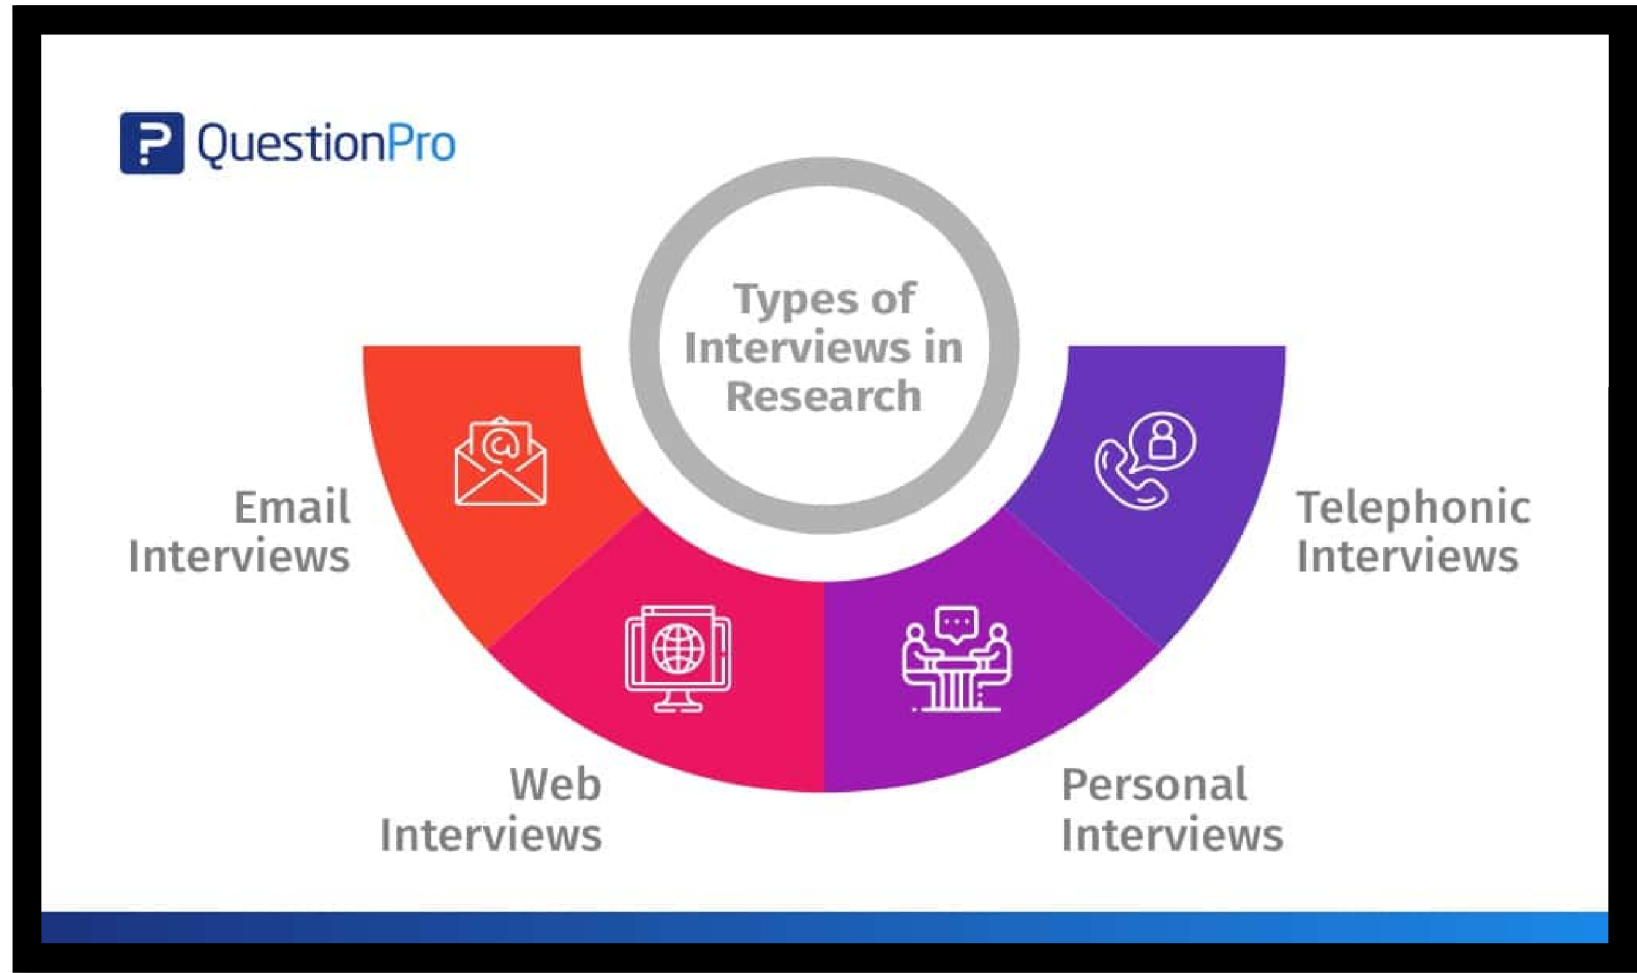 QuestionPro
Types of
Interviews in
Research
Email
Interviews
Web
Interviews
Personal
Interviews
Telephonic
Interviews